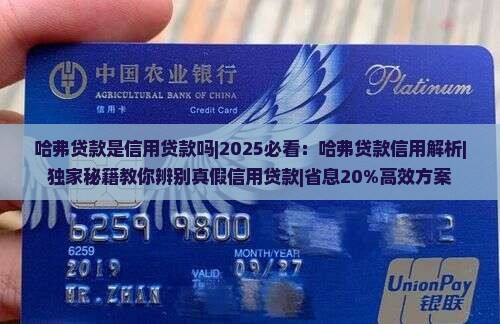 中国农业银行
AGRICULTURAL BANK OF CHINA
信用卡 Credit Card
Platinum
哈弗贷款是信用贷款吗|2025必看：哈弗贷款信用解析|
独家秘籍教你辨别真假信用贷款|省息20%高效方案
6259 9800 2
6259
MONTH/YEAR
2019 VALID 09/27
MR.ZHAN
UnionPay
银联